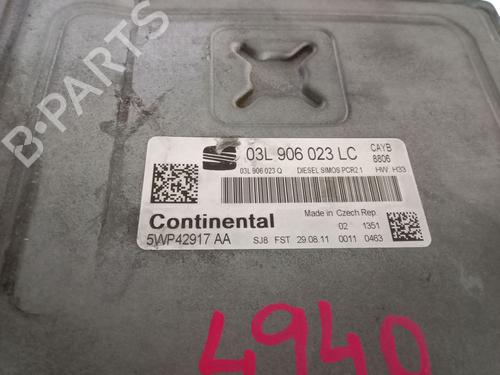 B-PARTS
03L 906 023 LC
CAYB
8806
03L 906 023 Q DIESEL SIMOS PCR2.1 HW H33
Continental
Made in Czech Rep.
02 1351
5WP42917 AA SJ8 FST 29.08.11 0011 0463
4940